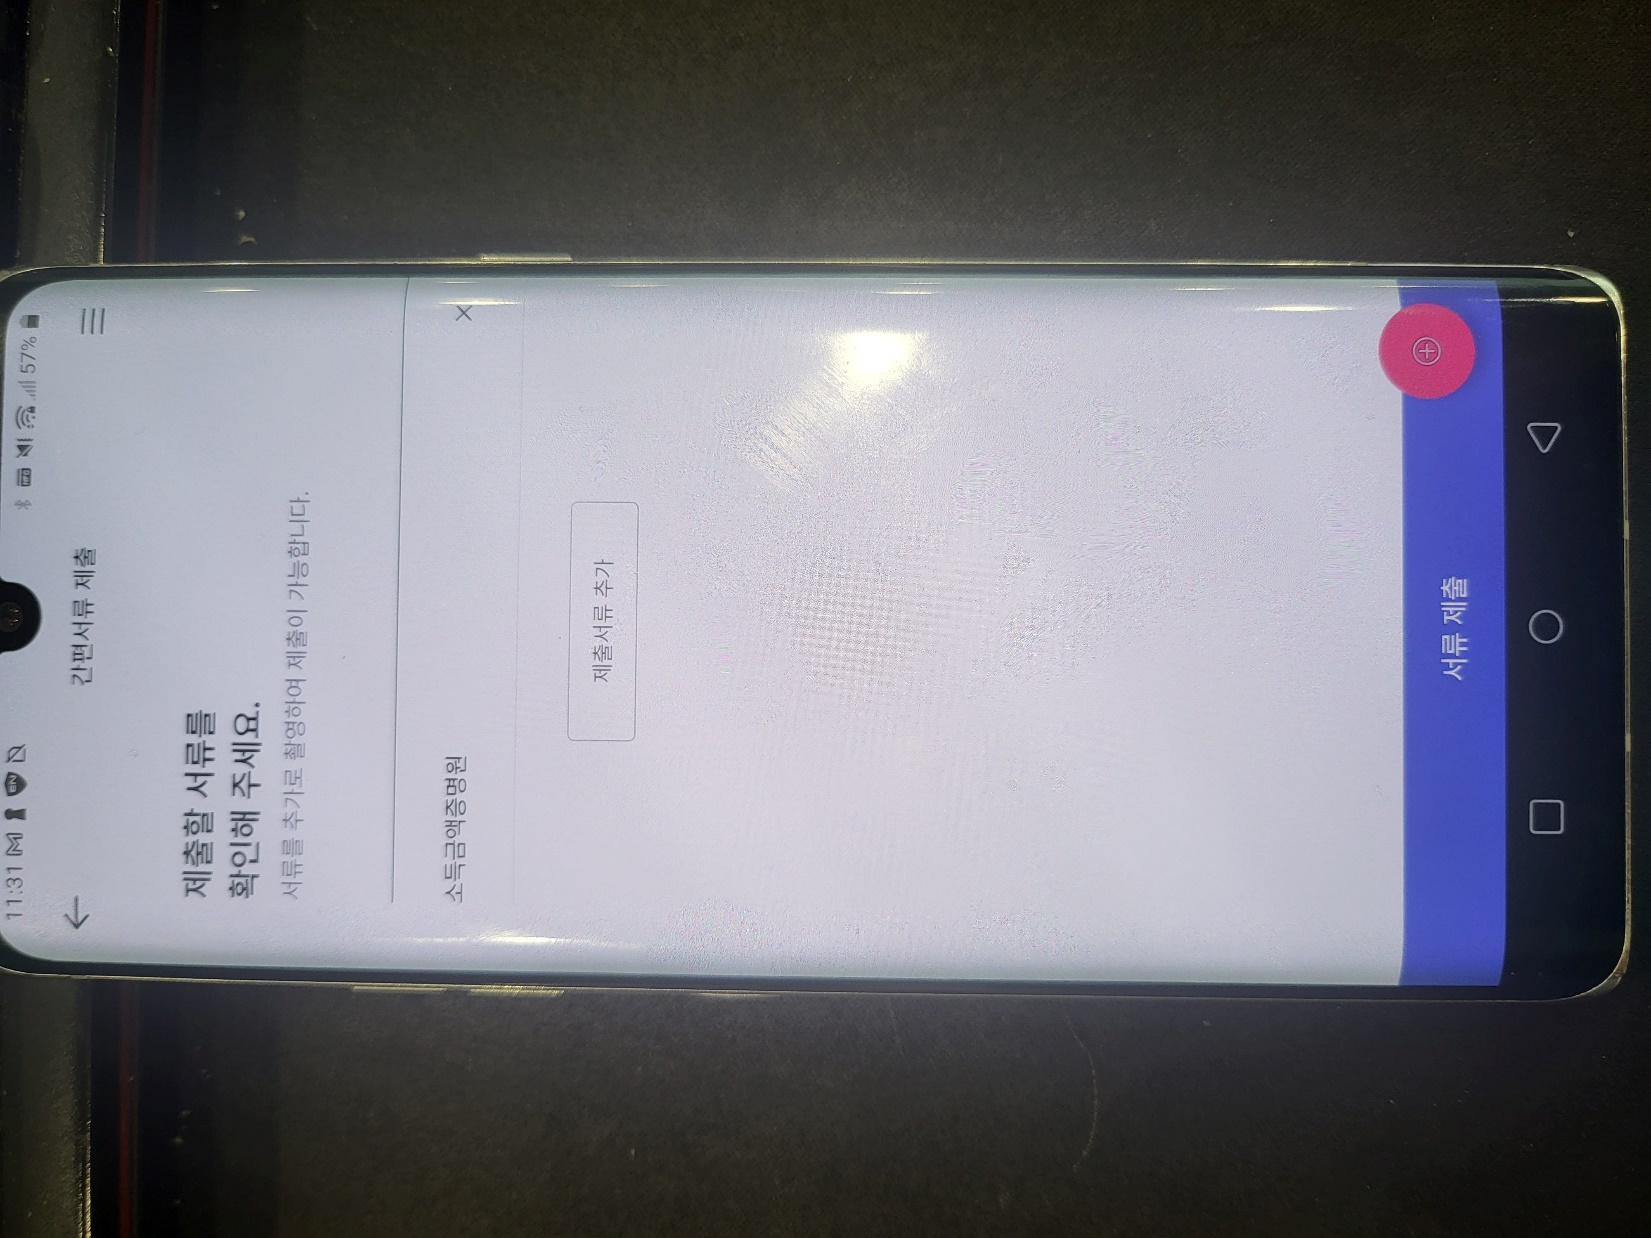 11:31
57%
간편서류 제출
제출할 서류를
확인해 주세요.
서류를 추가로 촬영하여 제출이 가능합니다.
소득금액증명원
제출서류 추가
서류 제출